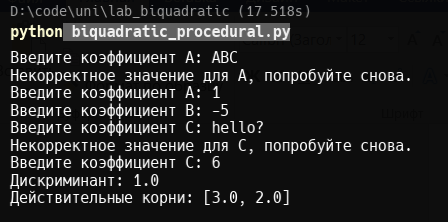 D:\code\uni\lab_biquadratic (17.518s)
python biquadratic_procedural.py
Введите коэффициент A: ABC
Некорректное значение для A, попробуйте снова.
Введите коэффициент A: 1
Введите коэффициент B: -5
Введите коэффициент C: hello?
Некорректное значение для C, попробуйте снова.
Введите коэффициент C: 6
Дискриминант: 1.0
Действительные корни: [3.0, 2.0]